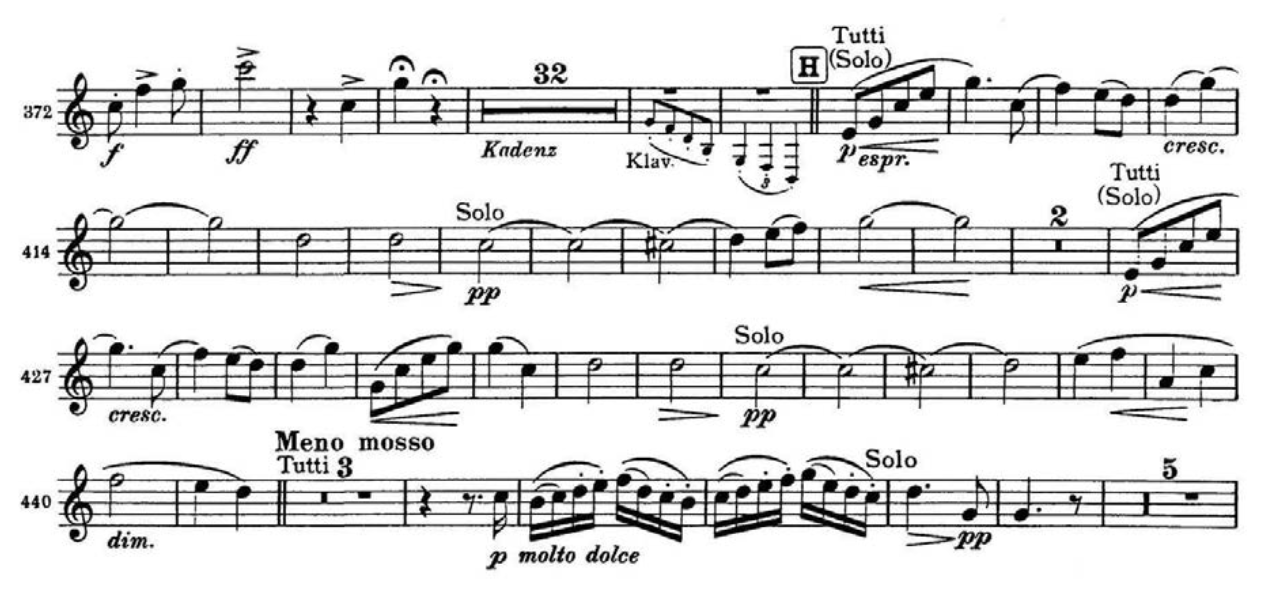 Tutti
32 H (Solo)
372
f ff Kadenz Klav. 3 p espr. cresc.
Tutti
Solo 2 (Solo)
414
pp p
Solo
427
cresc. pp
Meno mosso
Tutti 3 Solo 5
440
dim. p molto dolce pp